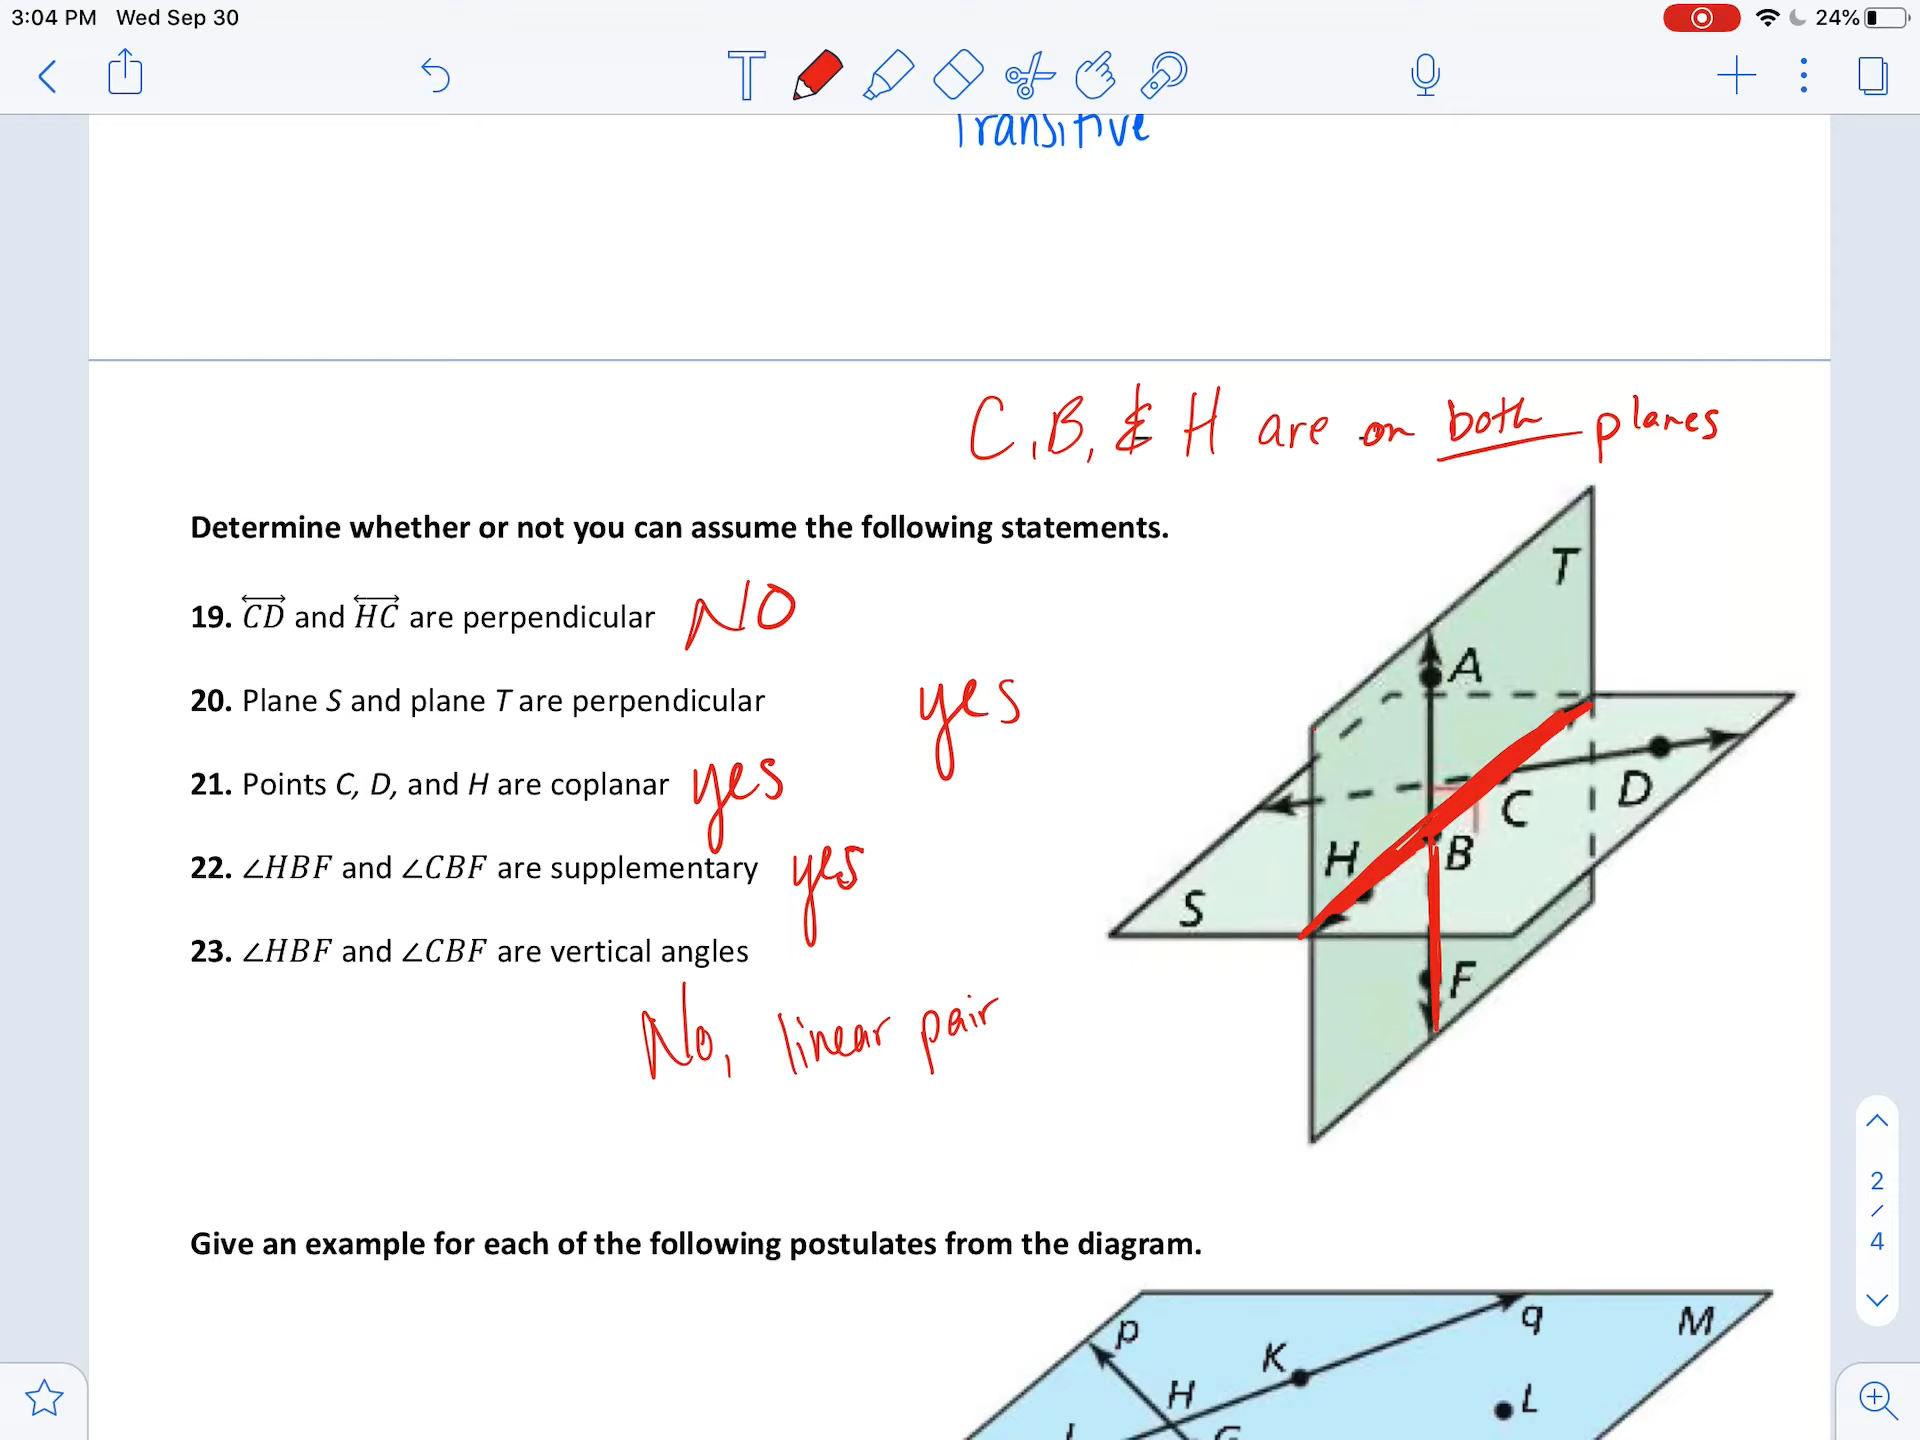 3:04 PM Wed Sep 30
24%
T
Transitive
C, B, & H are on both planes
Determine whether or not you can assume the following statements.
19. CD and HC are perpendicular NO
20. Plane S and plane T are perpendicular yes
21. Points C, D, and H are coplanar yes
22. ∠HBF and ∠CBF are supplementary yes
23. ∠HBF and ∠CBF are vertical angles
No, linear pair
T
A
D
C
H
B
S
F
2
/
4
Give an example for each of the following postulates from the diagram.
p
q
M
K
H
L
G